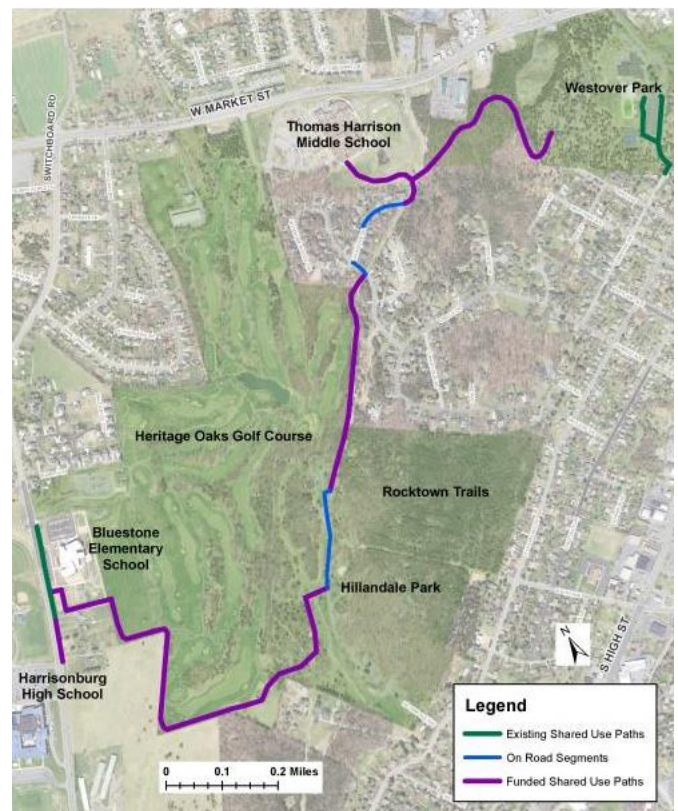 Westover Park
W MARKET ST
SWITCHBOARD RD
Thomas Harrison
Middle School
Heritage Oaks Golf Course
Rocktown Trails
Bluestone
Elementary
School
Hillandale Park
N
S HIGH ST
Harrisonburg
High School
Legend
Existing Shared Use Paths
On Road Segments
Funded Shared Use Paths
0 0.1 0.2 Miles